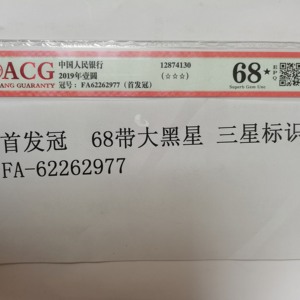 ACG
中国人民银行
2019年壹圆
冠号：FA62262977（首发冠）
12874130
(☆☆☆)
68★
EPQ
Superb Gem Unc
首发冠 68带大黑星 三星标识
FA-62262977